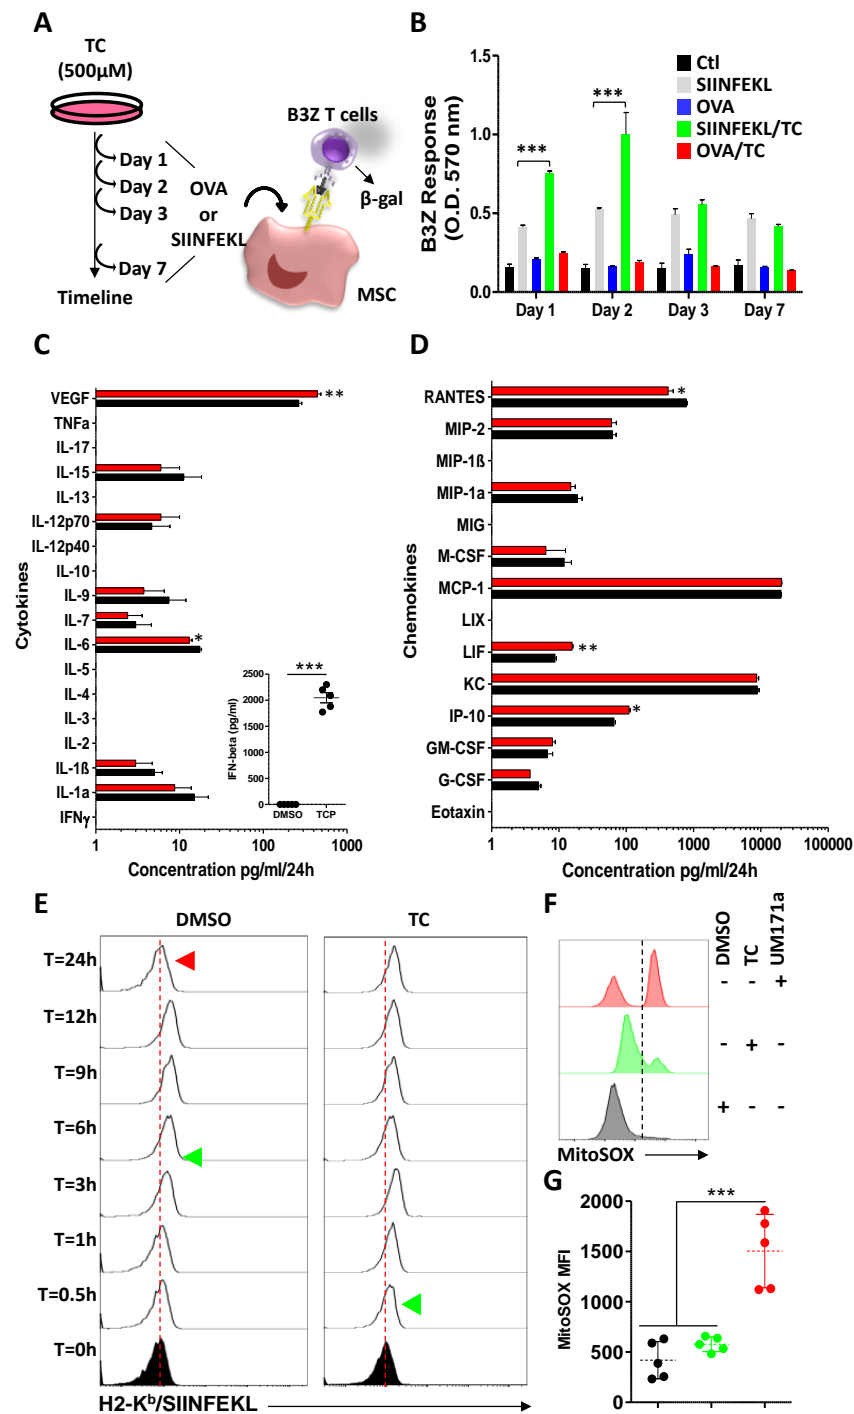 A
TC
(500µM)
Day 1
Day 2
Day 3
Day 7
Timeline
OVA
or
SIINFEKL
B3Z T cells
β-gal
MSC
B
B3Z Response
(O.D. 570 nm)
1.5
1.0
0.5
0.0
***
***
Ctl
SIINFEKL
OVA
SIINFEKL/TC
OVA/TC
Day 1 Day 2 Day 3 Day 7
C
Cytokines
VEGF
TNFa
IL-17
IL-15
IL-13
IL-12p70
IL-12p40
IL-10
IL-9
IL-7
IL-6
IL-5
IL-4
IL-3
IL-2
IL-1ß
IL-1a
IFNγ
**
*
1 10 100 1000
Concentration pg/ml/24h
IFN-beta (pg/ml)
2500
2000
1500
1000
500
0
***
DMSO TCP
D
Chemokines
RANTES
MIP-2
MIP-1ß
MIP-1a
MIG
M-CSF
MCP-1
LIX
LIF
KC
IP-10
GM-CSF
G-CSF
Eotaxin
*
**
*
1 10 100 1000 10000 100000
Concentration pg/ml/24h
E
DMSO TC
T=24h
T=12h
T=9h
T=6h
T=3h
T=1h
T=0.5h
T=0h
H2-Kᵇ/SIINFEKL
F
DMSO
TC
UM171a
- - +
- + -
+ - -
MitoSOX
G
MitoSOX MFI
2000
1500
1000
500
0
***